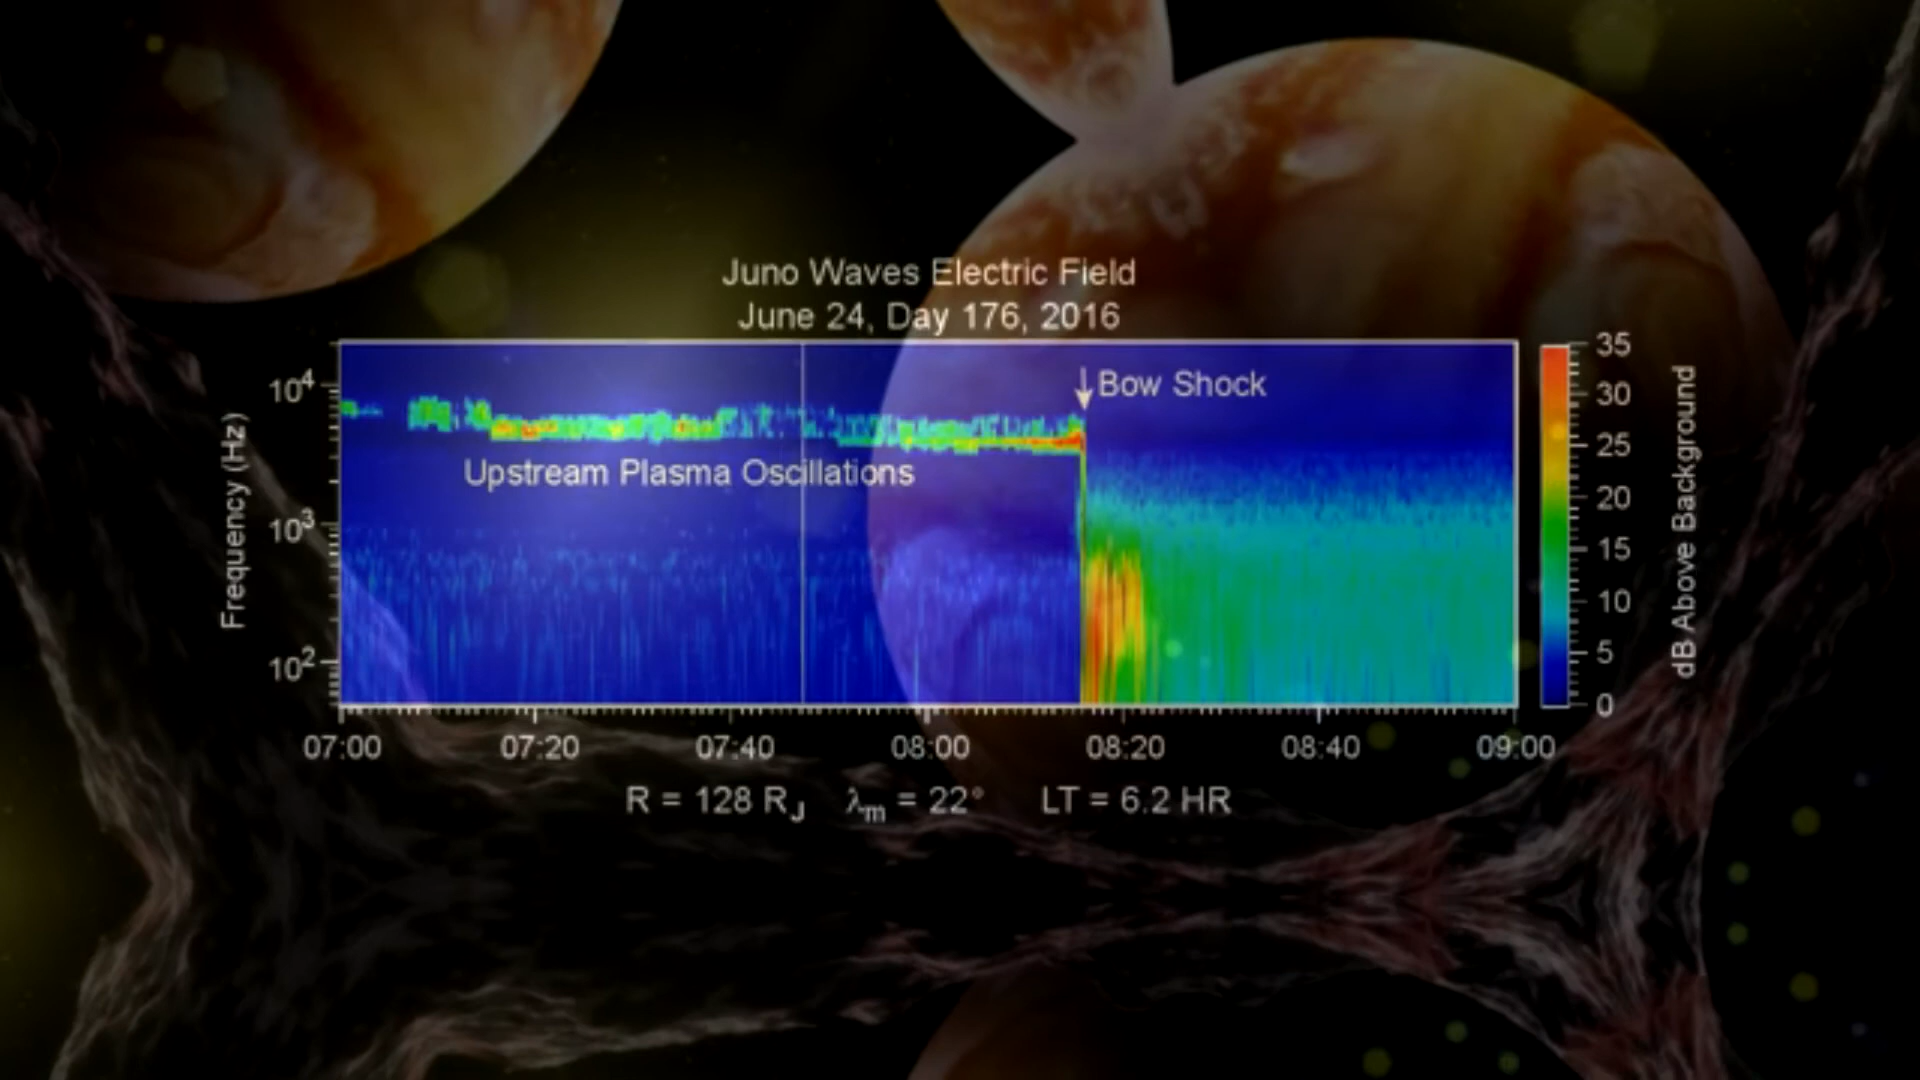 Juno Waves Electric Field
June 24, Day 176, 2016
Bow Shock
Upstream Plasma Oscillations
Frequency (Hz)
10⁴
10³
10²
07:00 07:20 07:40 08:00 08:20 08:40 09:00
R = 128 R_J λ_m = 22° LT = 6.2 HR
35
30
25
20
15
10
5
0
dB Above Background